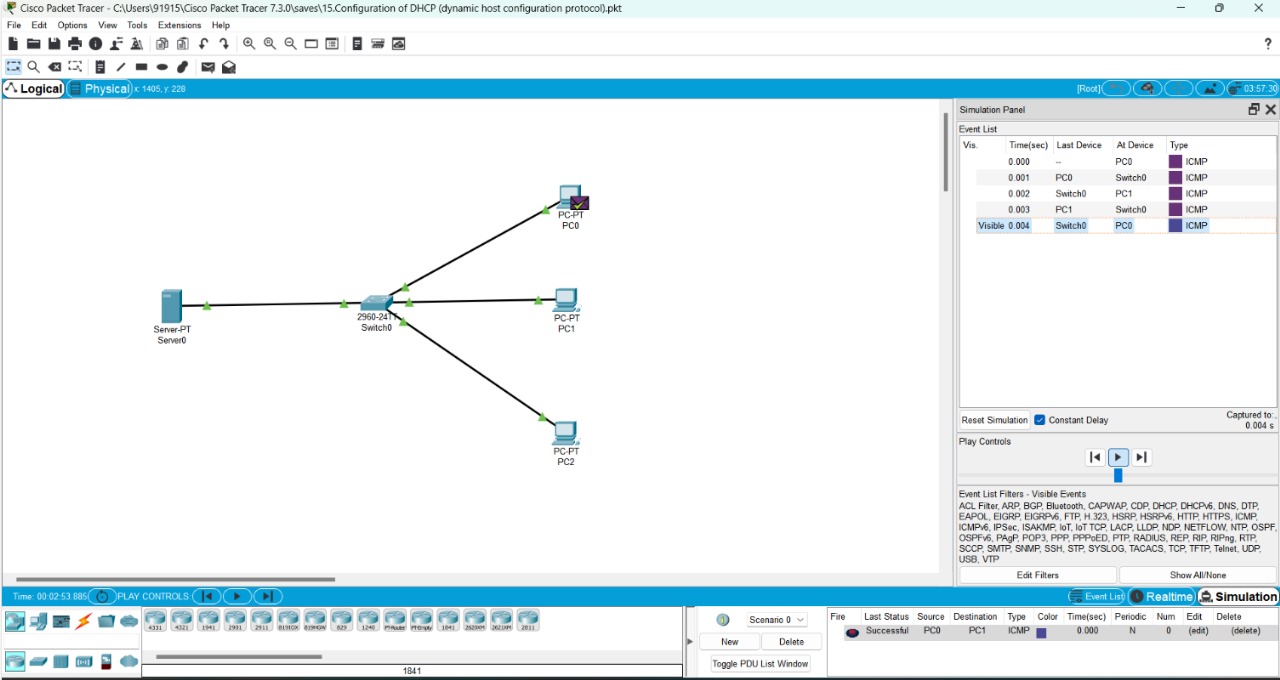 Cisco Packet Tracer - C:\Users\91915\Cisco Packet Tracer 7.3.0\saves\15.Configuration of DHCP (dynamic host configuration protocol).pkt
File Edit Options View Tools Extensions Help
?
Logical Physical x: 1405, y: 228 [Root] 03:57:30
Simulation Panel
Event List
Vis. Time(sec) Last Device At Device Type
0.000 -- PC0 ICMP
0.001 PC0 Switch0 ICMP
0.002 Switch0 PC1 ICMP
0.003 PC1 Switch0 ICMP
Visible 0.004 Switch0 PC0 ICMP
PC-PT
PC0
Server-PT
Server0
2960-24TT
Switch0
PC-PT
PC1
PC-PT
PC2
Reset Simulation Constant Delay Captured to:
0.004 s
Play Controls
Event List Filters - Visible Events
ACL Filter, ARP, BGP, Bluetooth, CAPWAP, CDP, DHCP, DHCPv6, DNS, DTP,
EAPOL, EIGRP, EIGRPv6, FTP, H.323, HSRP, HSRPv6, HTTP, HTTPS, ICMP,
ICMPv6, IPSec, ISAKMP, IoT, IoT TCP, LACP, LLDP, NDP, NETFLOW, NTP, OSPF,
OSPFv6, PAgP, POP3, PPP, PPPoED, PTP, RADIUS, REP, RIP, RIPng, RTP,
SCCP, SMTP, SNMP, SSH, STP, SYSLOG, TACACS, TCP, TFTP, Telnet, UDP,
USB, VTP
Edit Filters Show All/None
Time: 00:02:53.885 PLAY CONTROLS Event List Realtime Simulation
4331 4321 1941 2901 2911 819IOX 819HGW 829 1240 PT-Router PT-Empty 1841 2620XM 2621XM 2811
1841
Scenario 0
New Delete
Toggle PDU List Window
Fire Last Status Source Destination Type Color Time(sec) Periodic Num Edit Delete
Successful PC0 PC1 ICMP 0.000 N 0 (edit) (delete)